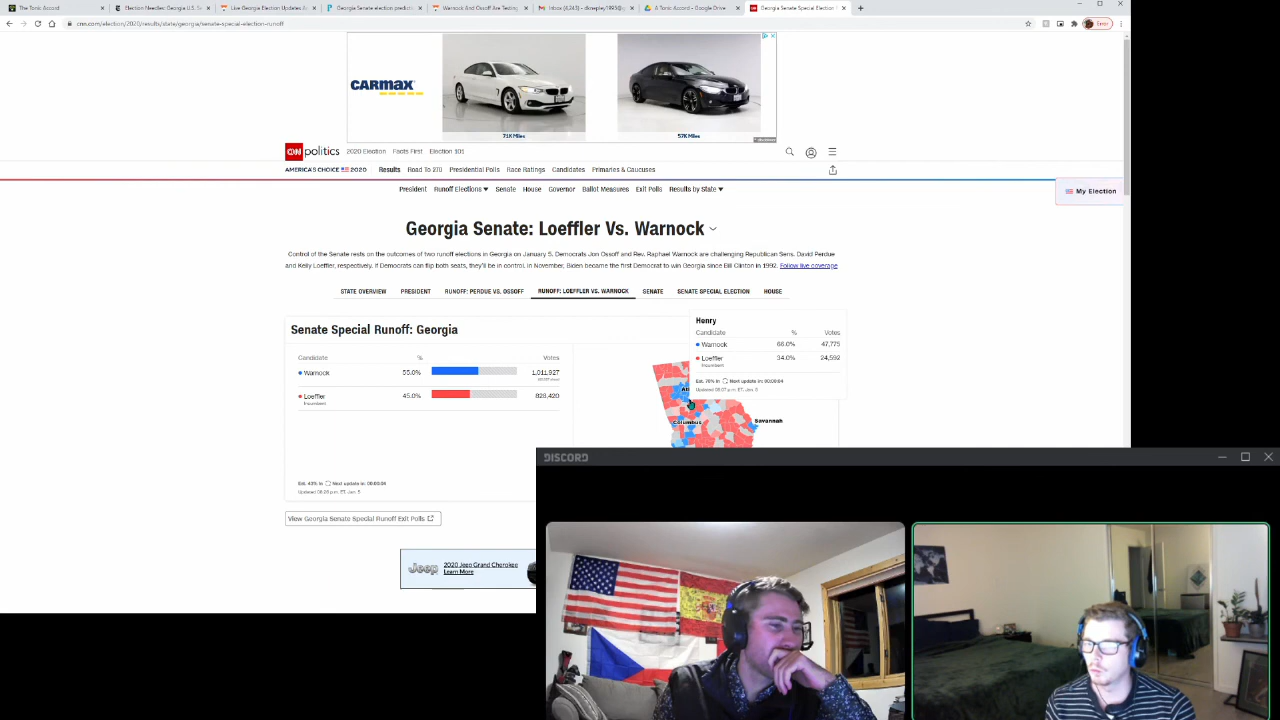 The Tonic Accord
Election Needles: Georgia U.S. S
Live Georgia Election Updates A
Georgia Senate election predicti
Warnock And Ossoff Are Testing
A Tonic Accord - Google Drive
Georgia Senate Special Election
cnn.com/election/2020/results/state/georgia/senate-special-election-runoff
Error
CARMAX
71K Miles
57K Miles
CNN politics
2020 Election
Facts First
Election 101
AMERICA'S CHOICE 2020
Results
Road To 270
Presidential Polls
Race Ratings
Candidates
Primaries & Caucuses
President
Runoff Elections
Senate
House
Governor
Ballot Measures
Exit Polls
Results by State
My Election
Georgia Senate: Loeffler Vs. Warnock
Control of the Senate rests on the outcomes of two runoff elections in Georgia on January 5. Democrats Jon Ossoff and Rev. Raphael Warnock are challenging Republican Sens. David Perdue
and Kelly Loeffler, respectively. If Democrats can flip both seats, they'll be in control. In November, Biden became the first Democrat to win Georgia since Bill Clinton in 1992. Follow live coverage
STATE OVERVIEW
PRESIDENT
RUNOFF: PERDUE VS. OSSOFF
RUNOFF: LOEFFLER VS. WARNOCK
SENATE
SENATE SPECIAL ELECTION
HOUSE
Senate Special Runoff: Georgia
Candidate % Votes
Warnock 55.0% 1,011,927
Loeffler 45.0% 828,420
Incumbent
Henry
Candidate % Votes
Warnock 66.0% 47,775
Loeffler 34.0% 24,592
Incumbent
Columbus
Savannah
View Georgia Senate Special Runoff Exit Polls
Jeep
2020 Jeep Grand Cherokee
Learn More
DISCORD